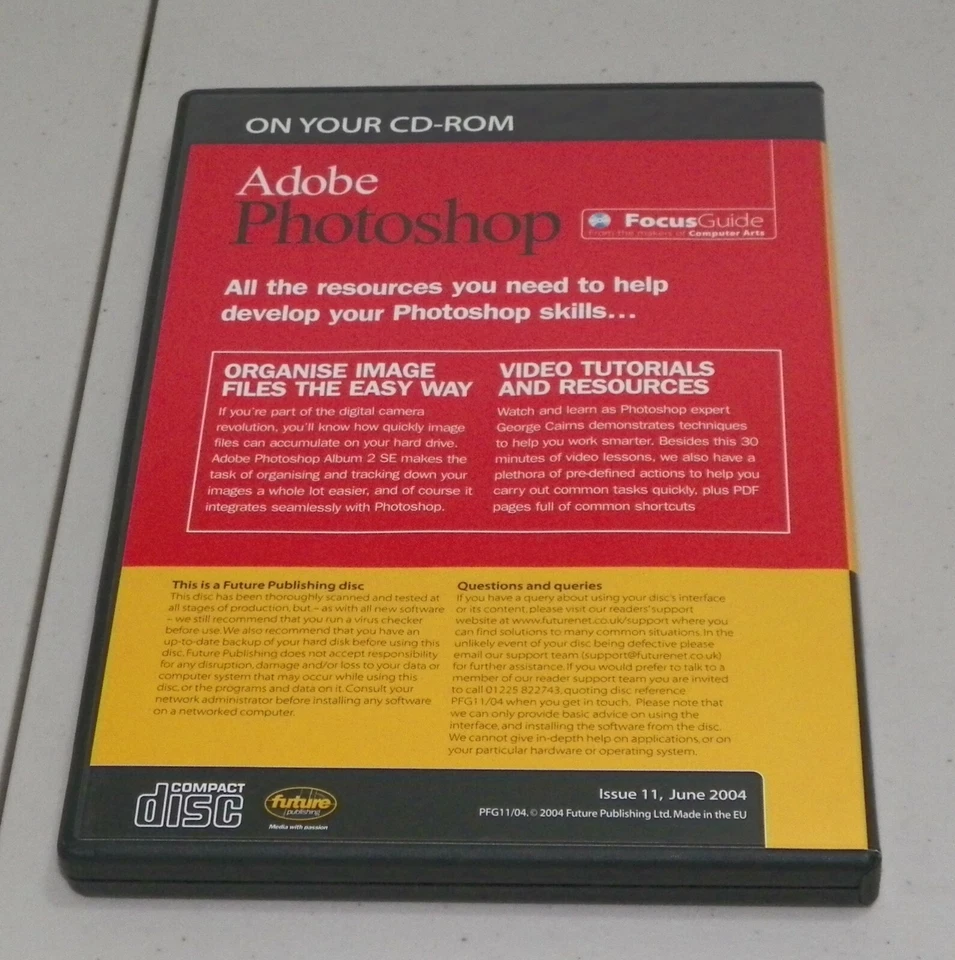 ON YOUR CD-ROM
Adobe
Photoshop
FocusGuide
From the makers of Computer Arts
All the resources you need to help
develop your Photoshop skills...
ORGANISE IMAGE
FILES THE EASY WAY
If you're part of the digital camera
revolution, you'll know how quickly image
files can accumulate on your hard drive.
Adobe Photoshop Album 2 SE makes the
task of organising and tracking down your
images a whole lot easier, and of course it
integrates seamlessly with Photoshop.
VIDEO TUTORIALS
AND RESOURCES
Watch and learn as Photoshop expert
George Cairns demonstrates techniques
to help you work smarter. Besides this 30
minutes of video lessons, we also have a
plethora of pre-defined actions to help you
carry out common tasks quickly, plus PDF
pages full of common shortcuts
This is a Future Publishing disc
This disc has been thoroughly scanned and tested at
all stages of production, but – as with all new software
– we still recommend that you run a virus checker
before use. We also recommend that you have an
up-to-date backup of your hard disk before using this
disc. Future Publishing does not accept responsibility
for any disruption, damage and/or loss to your data or
computer system that may occur while using this
disc, or the programs and data on it. Consult your
network administrator before installing any software
on a networked computer.
Questions and queries
If you have a query about using your disc's interface
or its content, please visit our readers' support
website at www.futurenet.co.uk/support where you
can find solutions to many common situations. In the
unlikely event of your disc being defective please
email our support team (support@futurenet.co.uk)
for further assistance. If you would prefer to talk to a
member of our reader support team you are invited
to call 01225 822743, quoting disc reference
PFG11/04 when you get in touch. Please note that
we can only provide basic advice on using the
interface, and installing the software from the disc.
We cannot give in-depth help on applications, or on
your particular hardware or operating system.
COMPACT
disc
future
publishing
Media with passion
Issue 11, June 2004
PFG11/04. © 2004 Future Publishing Ltd. Made in the EU